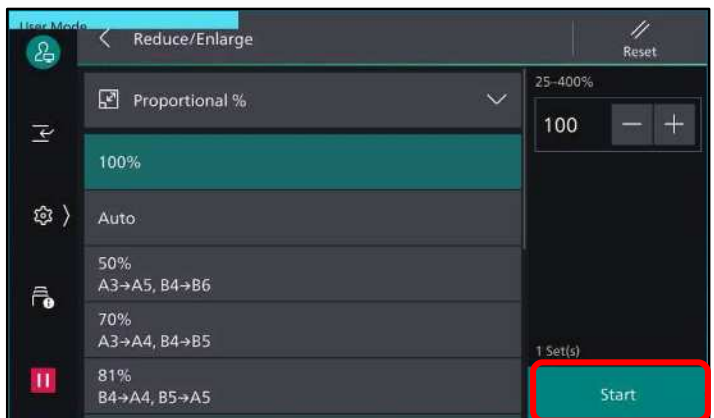 User Mode
Reduce/Enlarge
Reset
Proportional %
25–400%
100
100%
Auto
50%
A3→A5, B4→B6
70%
A3→A4, B4→B5
81%
B4→A4, B5→A5
1 Set(s)
Start